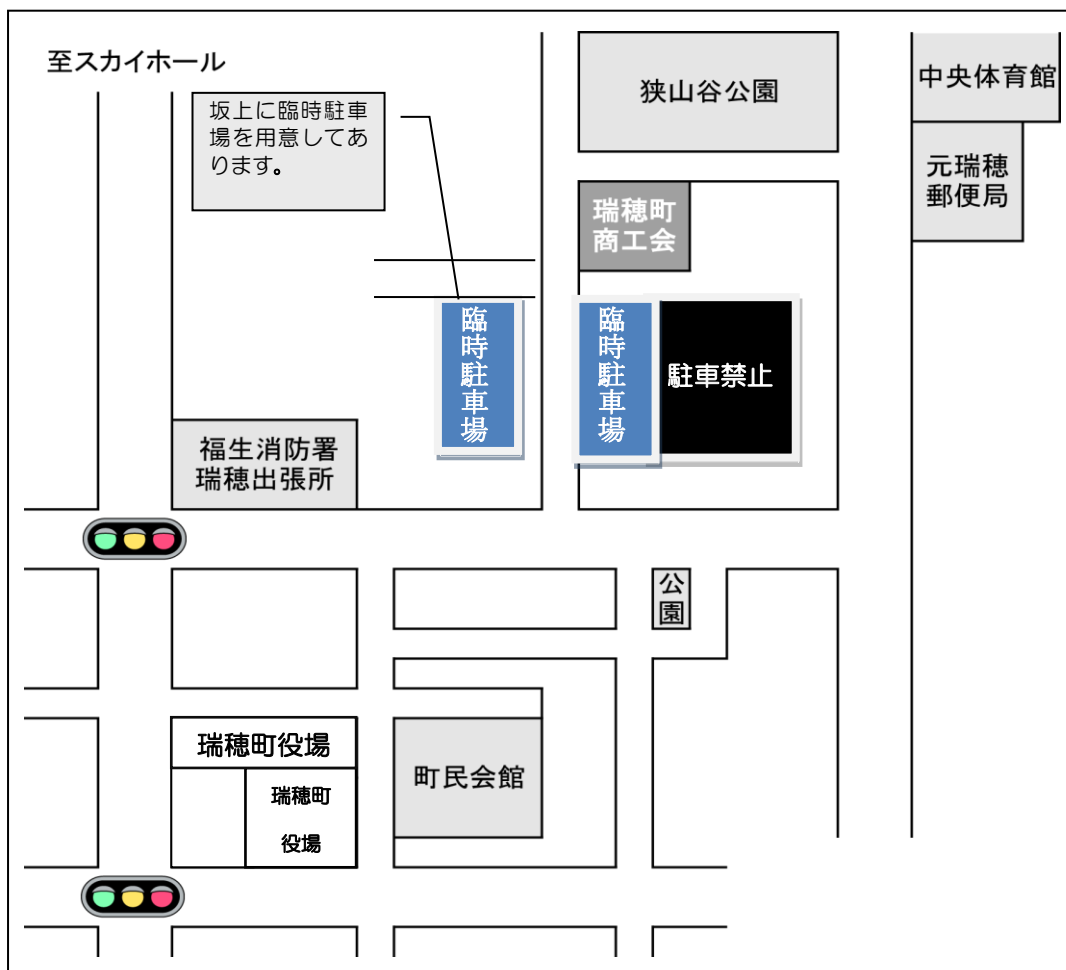 至スカイホール
坂上に臨時駐車
場を用意してあ
ります。
狭山谷公園
中央体育館
元瑞穂
郵便局
瑞穂町
商工会
臨時駐車場
臨時駐車場
駐車禁止
福生消防署
瑞穂出張所
公園
瑞穂町役場
瑞穂町
役場
町民会館